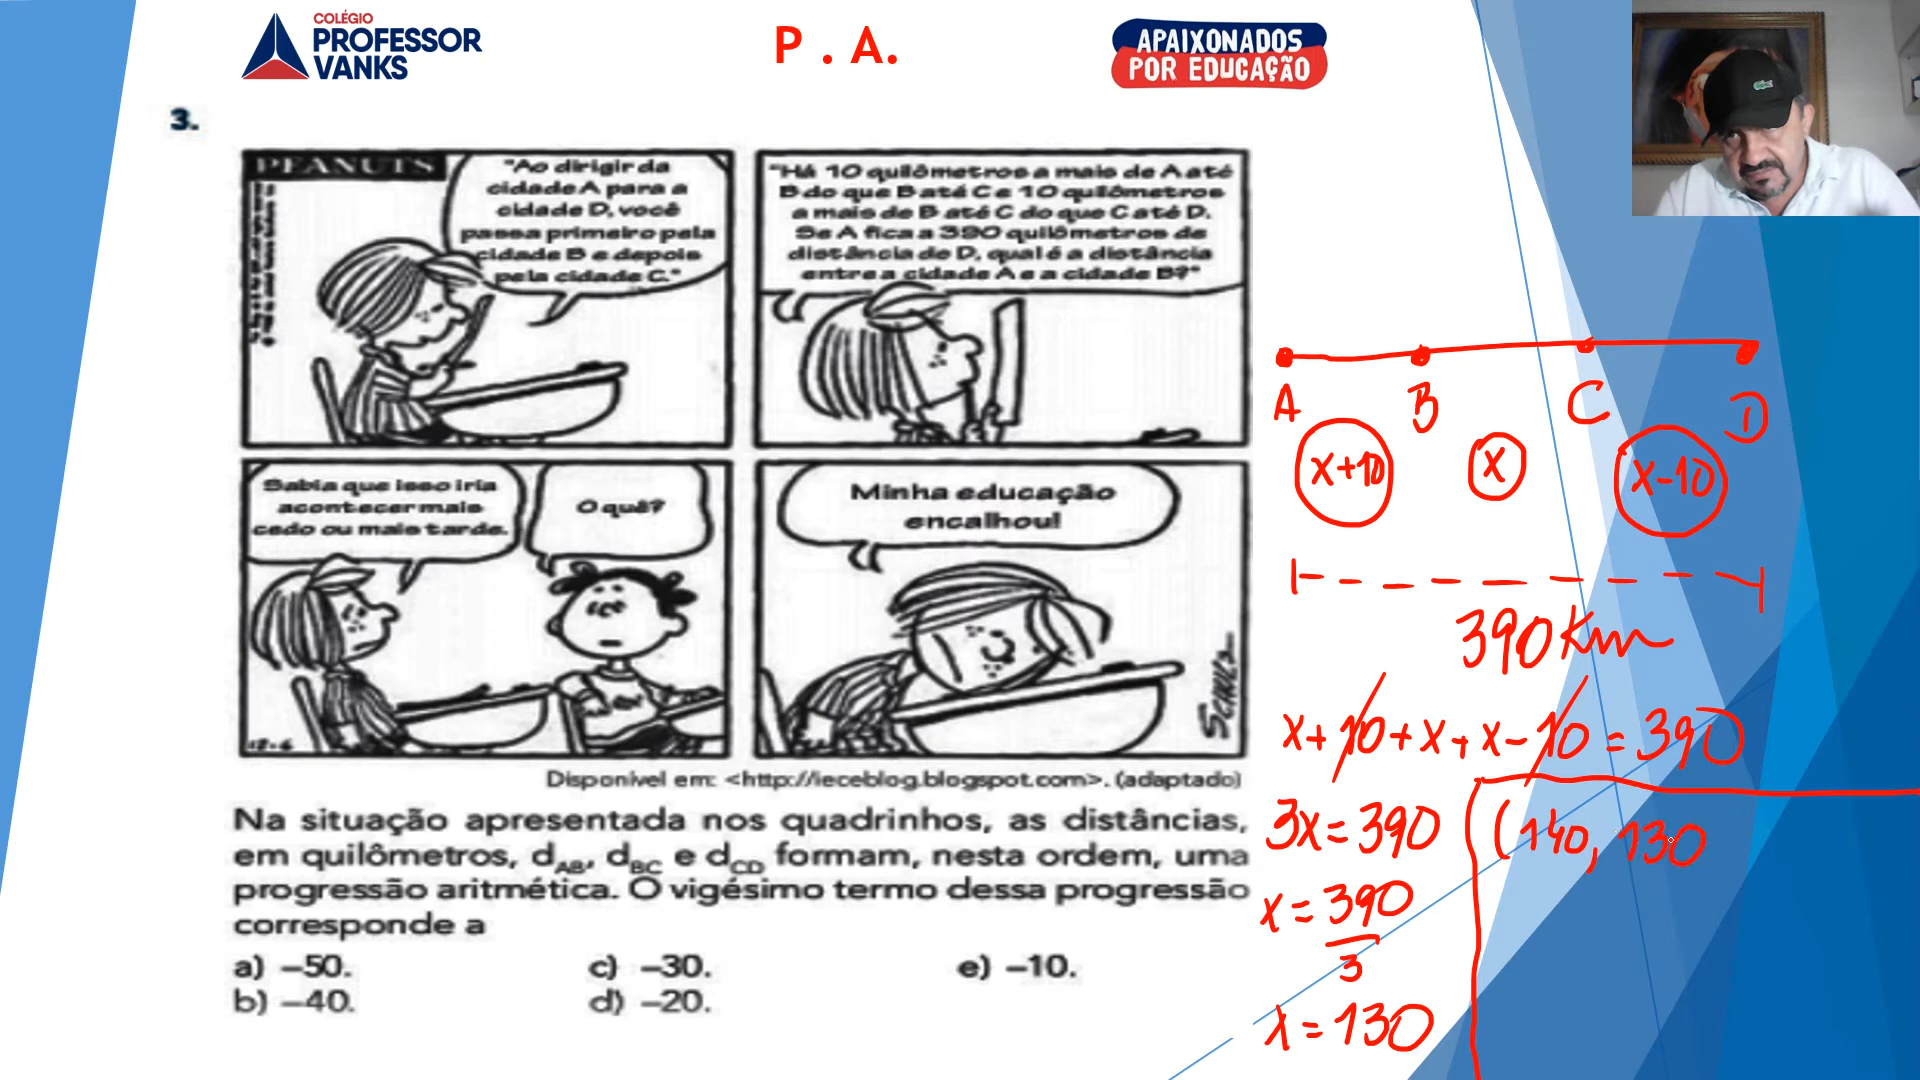 COLÉGIO
PROFESSOR
VANKS
P . A.
APAIXONADOS
POR EDUCAÇÃO
3.
PEANUTS
"Ao dirigir da
cidade A para a
cidade D, você
passa primeiro pela
cidade B e depois
pela cidade C."
"Há 10 quilômetros a mais de A até
B do que B até C e 10 quilômetros
a mais de B até C do que C até D.
Se A fica a 390 quilômetros de
distância de D, qual é a distância
entre a cidade A e a cidade B?"
Sabia que isso iria
acontecer mais
cedo ou mais tarde.
O quê?
Minha educação
encalhou!
SCHULZ
12-6
Disponível em: <http://ieceblog.blogspot.com>. (adaptado)
Na situação apresentada nos quadrinhos, as distâncias,
em quilômetros, dAB, dBC e dCD formam, nesta ordem, uma
progressão aritmética. O vigésimo termo dessa progressão
corresponde a
a) –50. c) –30. e) –10.
b) –40. d) –20.
A B C D
x+10 x x-10
390 Km
x+10+x+x-10=390
3x=390
x=390/3
x=130
(140, 130